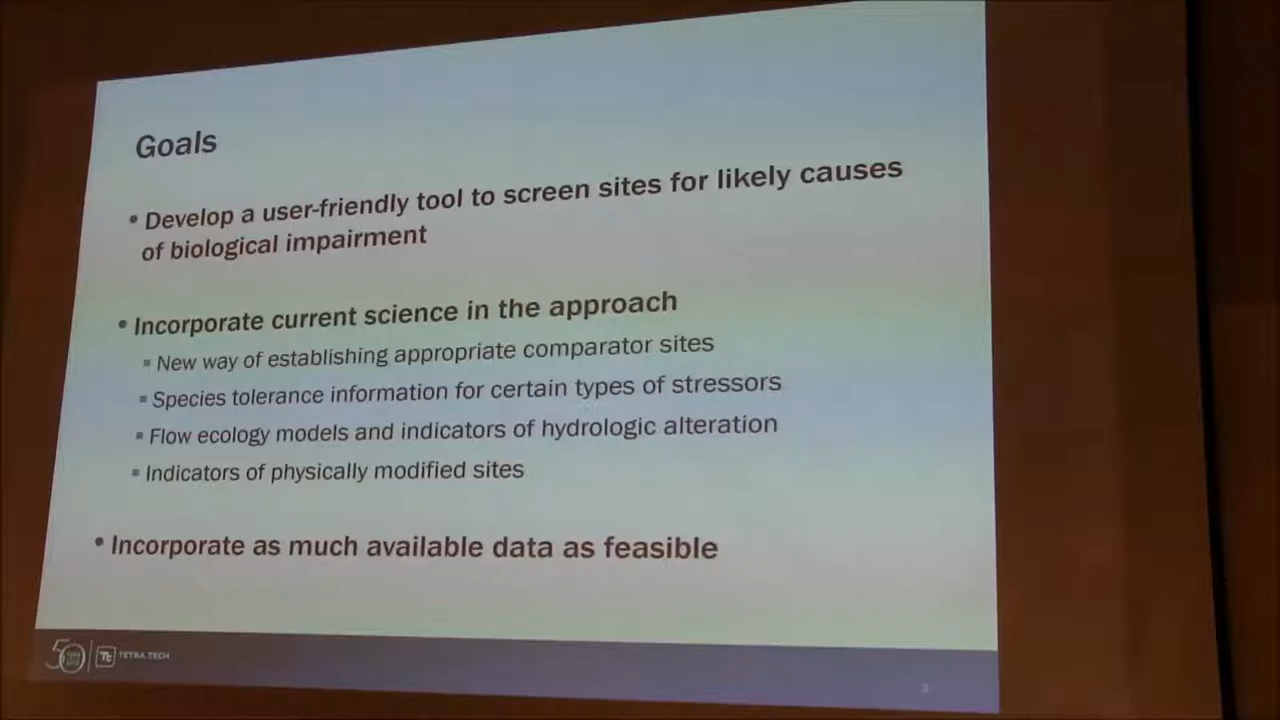 Goals
• Develop a user-friendly tool to screen sites for likely causes
of biological impairment
• Incorporate current science in the approach
▪ New way of establishing appropriate comparator sites
▪ Species tolerance information for certain types of stressors
▪ Flow ecology models and indicators of hydrologic alteration
▪ Indicators of physically modified sites
• Incorporate as much available data as feasible
50
TETRA TECH
3